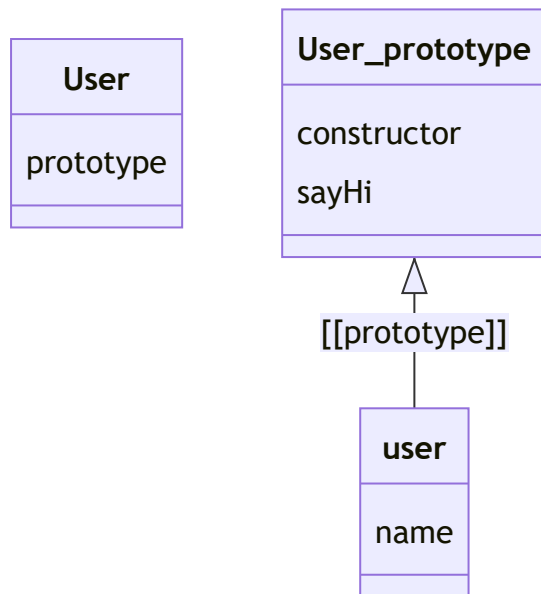 User
prototype
User_prototype
constructor
sayHi
[[prototype]]
user
name